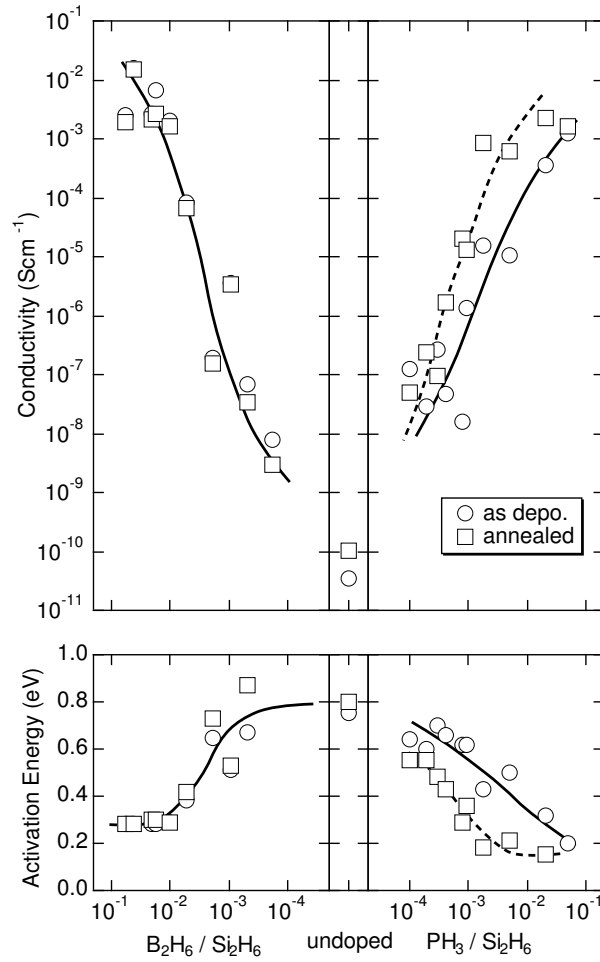 10⁻¹
10⁻²
10⁻³
10⁻⁴
10⁻⁵
10⁻⁶
10⁻⁷
10⁻⁸
10⁻⁹
10⁻¹⁰
10⁻¹¹
Conductivity (Scm⁻¹)
as depo.
annealed
1.0
0.8
0.6
0.4
0.2
0.0
Activation Energy (eV)
10⁻¹ 10⁻² 10⁻³ 10⁻⁴ 10⁻⁴ 10⁻³ 10⁻² 10⁻¹
B₂H₆ / Si₂H₆ undoped PH₃ / Si₂H₆